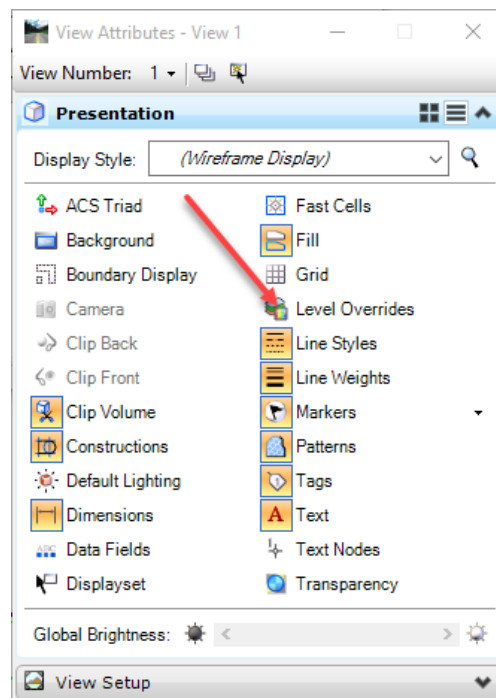 View Attributes - View 1
View Number: 1
Presentation
Display Style: (Wireframe Display)
ACS Triad
Fast Cells
Background
Fill
Boundary Display
Grid
Camera
Level Overrides
Clip Back
Line Styles
Clip Front
Line Weights
Clip Volume
Markers
Constructions
Patterns
Default Lighting
Tags
Dimensions
A Text
Data Fields
Text Nodes
Displayset
Transparency
Global Brightness:
View Setup